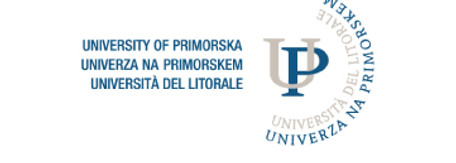 UNIVERSITY OF PRIMORSKA
UNIVERZA NA PRIMORSKEM
UNIVERSITÀ DEL LITORALE
UP
UNIVERSITÀ DEL LITORALE
UNIVERZA NA PRIMORSKEM